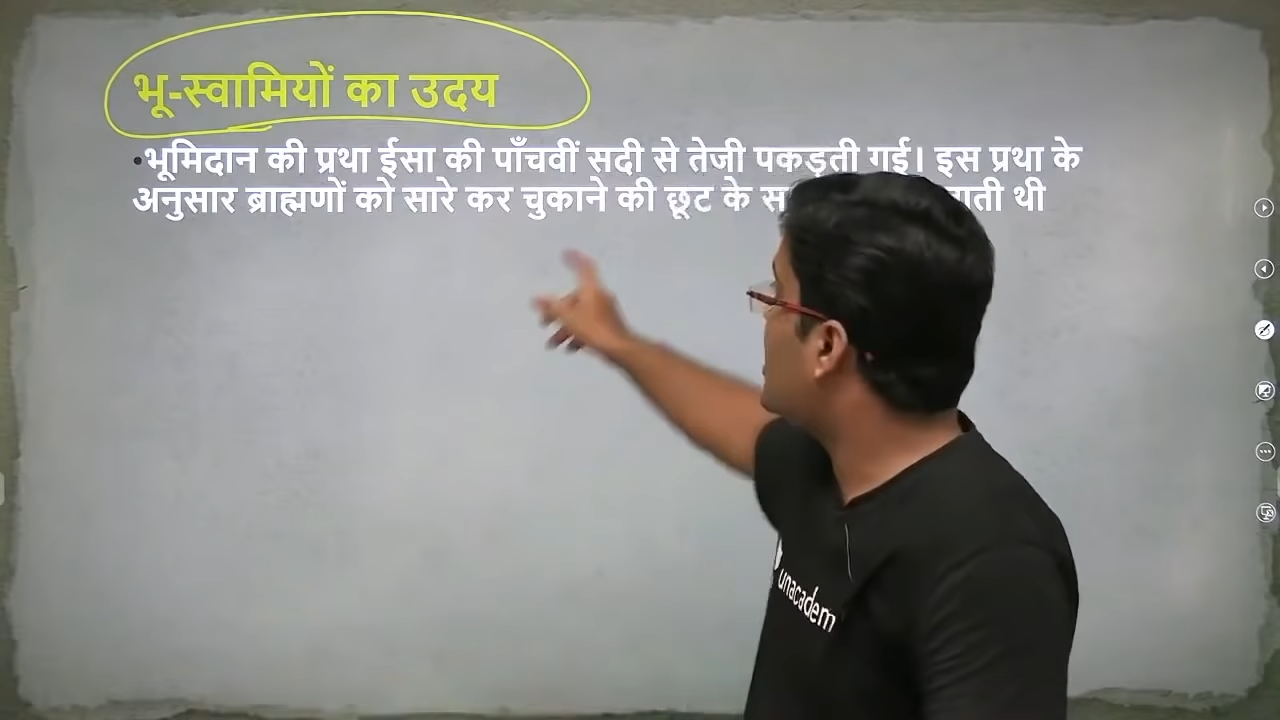 भू-स्वामियों का उदय
•भूमिदान की प्रथा ईसा की पाँचवीं सदी से तेजी पकड़ती गई। इस प्रथा के
अनुसार ब्राह्मणों को सारे कर चुकाने की छूट के थी
unacadem